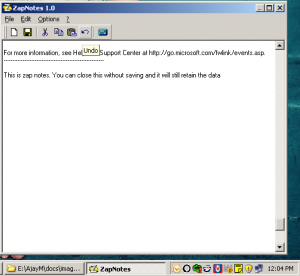 ZapNotes 1.0
File Edit Options ?
For more information, see Hel Support Center at http://go.microsoft.com/fwlink/events.asp.
Undo
----------------------------------------
This is zap notes. You can close this without saving and it will still retain the data
E:\AjayM\docs\imag... ZapNotes 12:04 PM